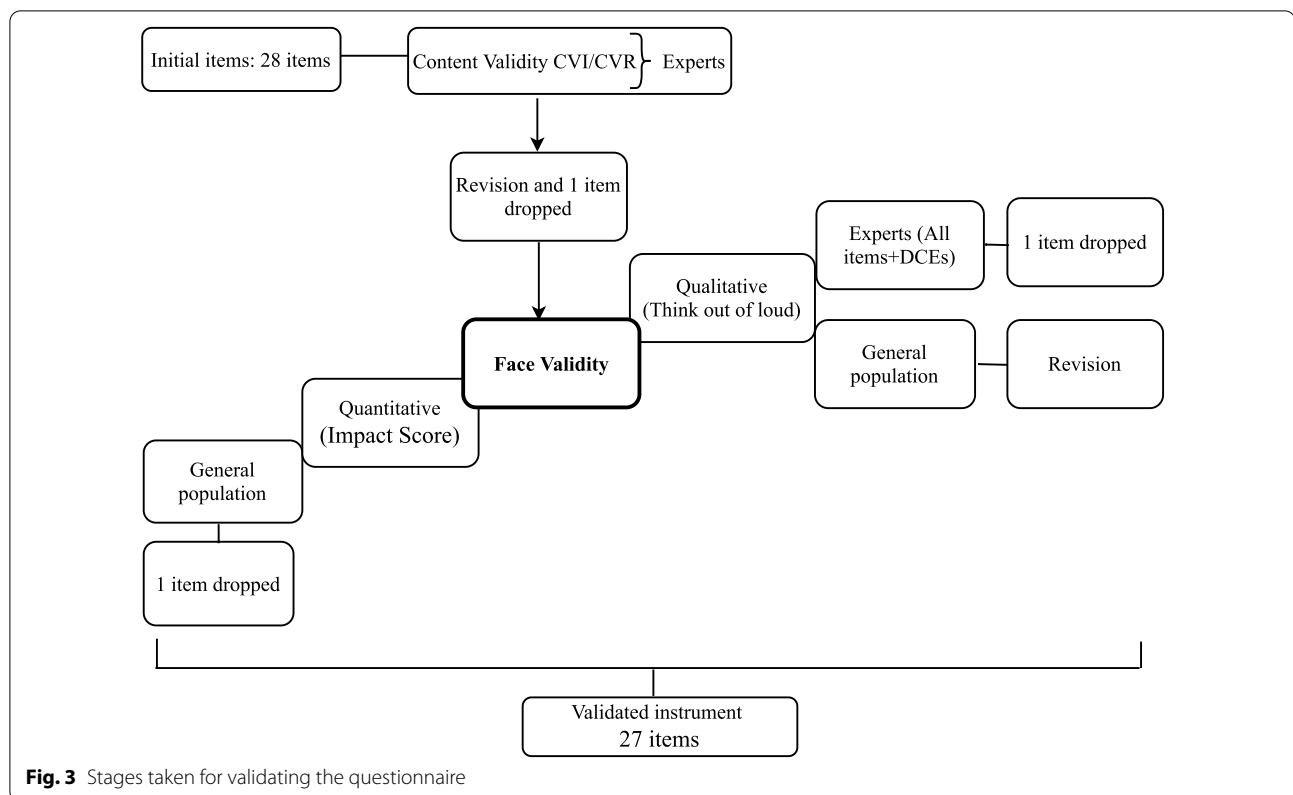 Initial items: 28 items
Content Validity CVI/CVR
Experts
Revision and 1 item
dropped
Experts (All
items+DCEs)
1 item dropped
Qualitative
(Think out of loud)
General
population
Revision
Face Validity
Quantitative
(Impact Score)
General
population
1 item dropped
Validated instrument
27 items
Fig. 3 Stages taken for validating the questionnaire